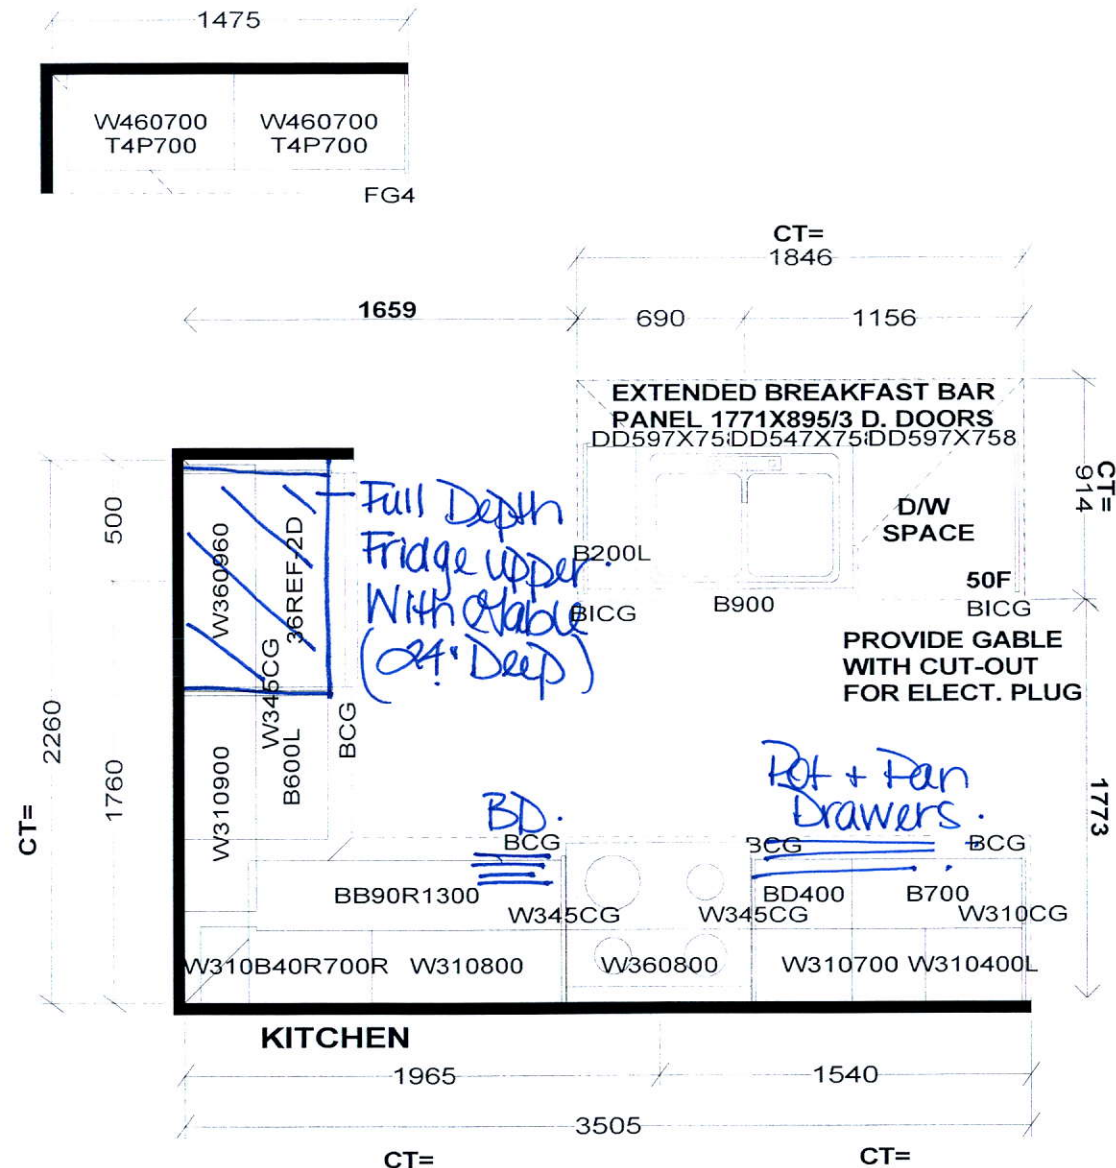 1475
W460700 W460700
T4P700 T4P700
FG4
CT=
1846
1659
690
1156
EXTENDED BREAKFAST BAR
PANEL 1771X895/3 D. DOORS
DD597X758 DD547X758 DD597X758
CT=
914
500
W360960
36REF-2D
Full Depth
Fridge upper.
With Gable
(24" Deep)
D/W
SPACE
B200L
50F
BICG
B900
BICG
PROVIDE GABLE
WITH CUT-OUT
FOR ELECT. PLUG
W345CG
BCG
2260
1760
W310900
B600L
CT=
Pot + Pan
Drawers.
BD.
1773
BCG
BCG
BCG
BB90R1300
BD400
B700
W345CG
W345CG
W310CG
W310B40R700R
W310800
W360800
W310700
W310400L
KITCHEN
1965
1540
3505
CT=
CT=